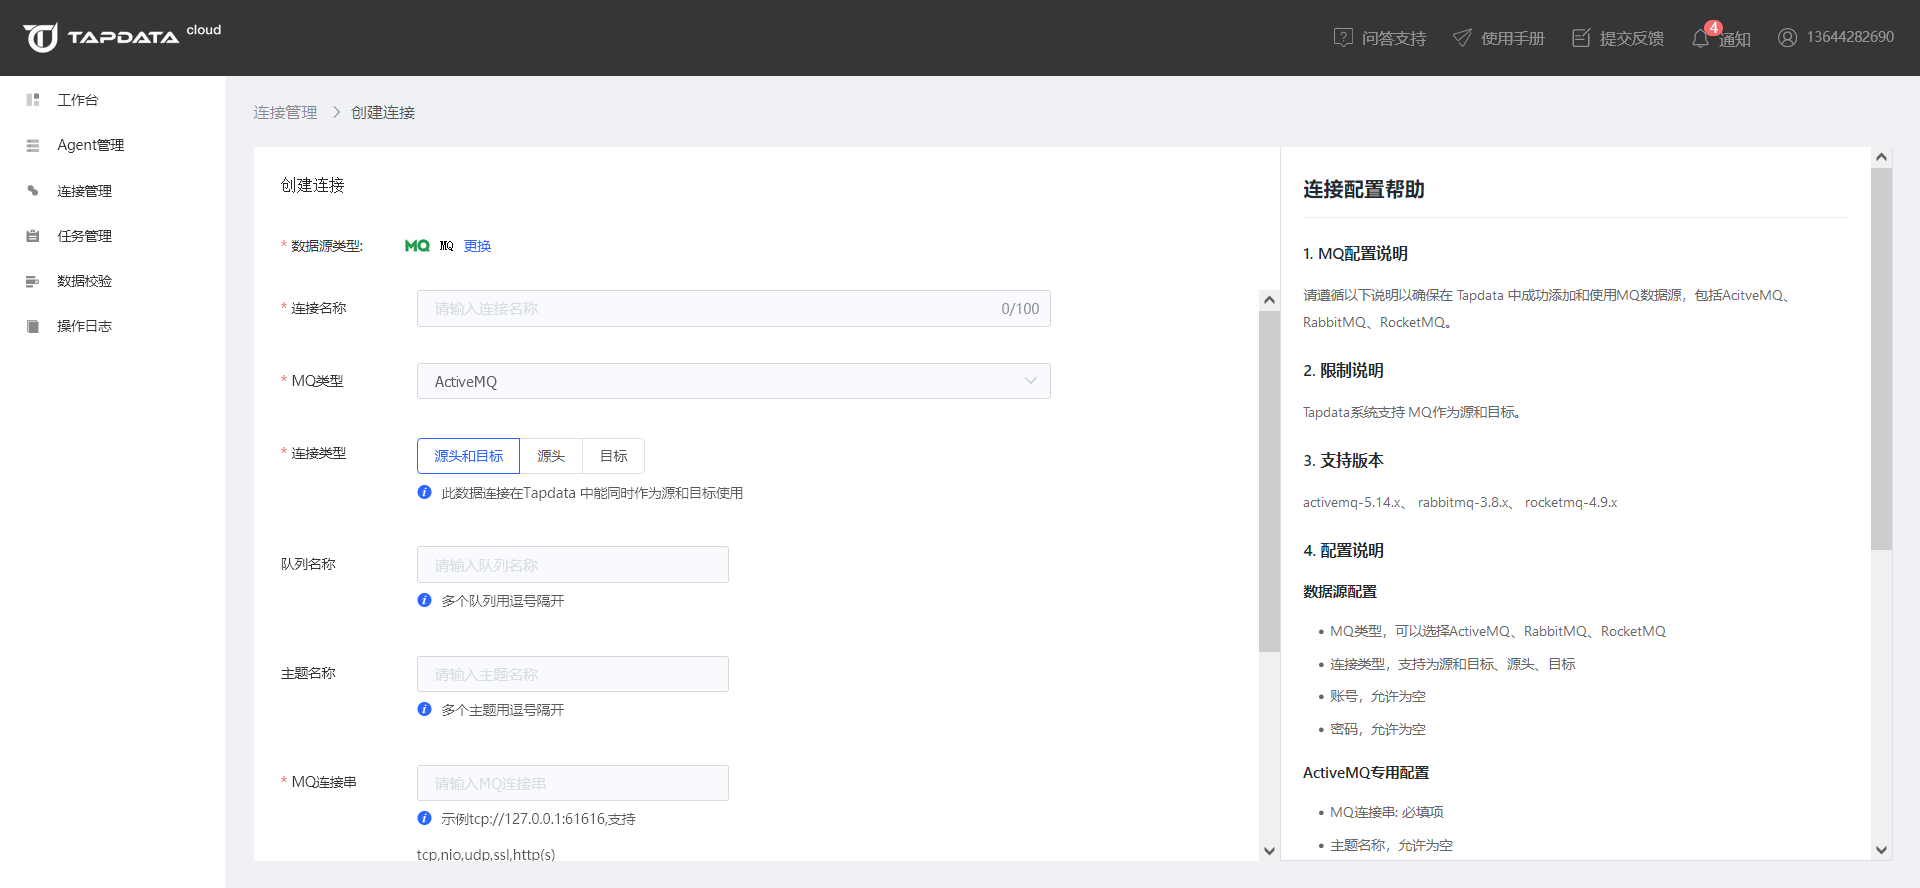 TAPDATA cloud
问答支持
使用手册
提交反馈
4
通知
13644282690
工作台
Agent管理
连接管理
任务管理
数据校验
操作日志
连接管理 > 创建连接
创建连接
* 数据源类型: MQ MQ 更换
* 连接名称 请输入连接名称 0/100
* MQ类型 ActiveMQ
* 连接类型 源头和目标 源头 目标
此数据连接在Tapdata 中能同时作为源和目标使用
队列名称 请输入队列名称
多个队列用逗号隔开
主题名称 请输入主题名称
多个主题用逗号隔开
* MQ连接串 请输入MQ连接串
示例tcp://127.0.0.1:61616,支持
tcp,nio,udp,ssl,http(s)
连接配置帮助
1. MQ配置说明
请遵循以下说明以确保在 Tapdata 中成功添加和使用MQ数据源，包括AcitveMQ、
RabbitMQ、RocketMQ。
2. 限制说明
Tapdata系统支持 MQ作为源和目标。
3. 支持版本
activemq-5.14.x、 rabbitmq-3.8.x、 rocketmq-4.9.x
4. 配置说明
数据源配置
• MQ类型，可以选择ActiveMQ、RabbitMQ、RocketMQ
• 连接类型，支持为源和目标、源头、目标
• 账号，允许为空
• 密码，允许为空
ActiveMQ专用配置
• MQ连接串: 必填项
• 主题名称，允许为空